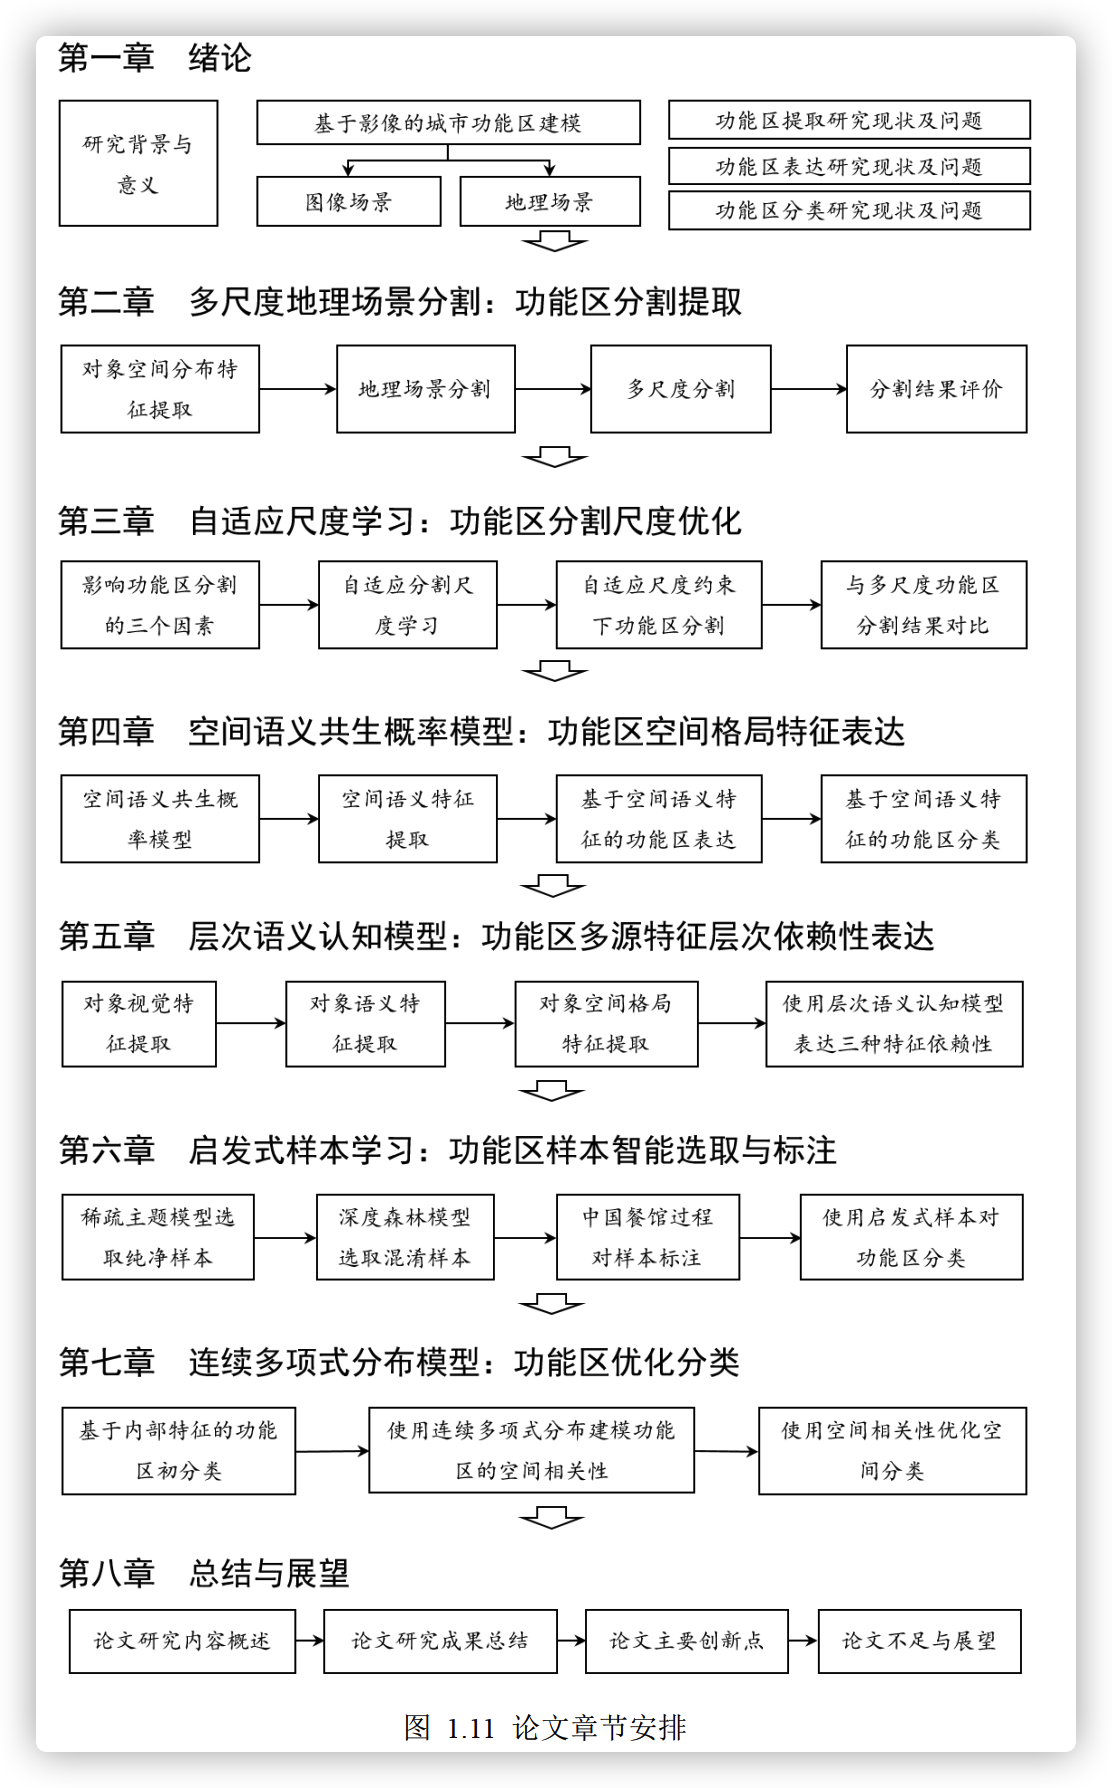 第一章 绪论
研究背景与
意义
基于影像的城市功能区建模
图像场景
地理场景
功能区提取研究现状及问题
功能区表达研究现状及问题
功能区分类研究现状及问题
第二章 多尺度地理场景分割：功能区分割提取
对象空间分布特
征提取
地理场景分割
多尺度分割
分割结果评价
第三章 自适应尺度学习：功能区分割尺度优化
影响功能区分割
的三个因素
自适应分割尺
度学习
自适应尺度约束
下功能区分割
与多尺度功能区
分割结果对比
第四章 空间语义共生概率模型：功能区空间格局特征表达
空间语义共生概
率模型
空间语义特征
提取
基于空间语义特
征的功能区表达
基于空间语义特
征的功能区分类
第五章 层次语义认知模型：功能区多源特征层次依赖性表达
对象视觉特
征提取
对象语义特
征提取
对象空间格局
特征提取
使用层次语义认知模型
表达三种特征依赖性
第六章 启发式样本学习：功能区样本智能选取与标注
稀疏主题模型选
取纯净样本
深度森林模型
选取混淆样本
中国餐馆过程
对样本标注
使用启发式样本对
功能区分类
第七章 连续多项式分布模型：功能区优化分类
基于内部特征的功能
区初分类
使用连续多项式分布建模功能
区的空间相关性
使用空间相关性优化空
间分类
第八章 总结与展望
论文研究内容概述
论文研究成果总结
论文主要创新点
论文不足与展望
图 1.11 论文章节安排